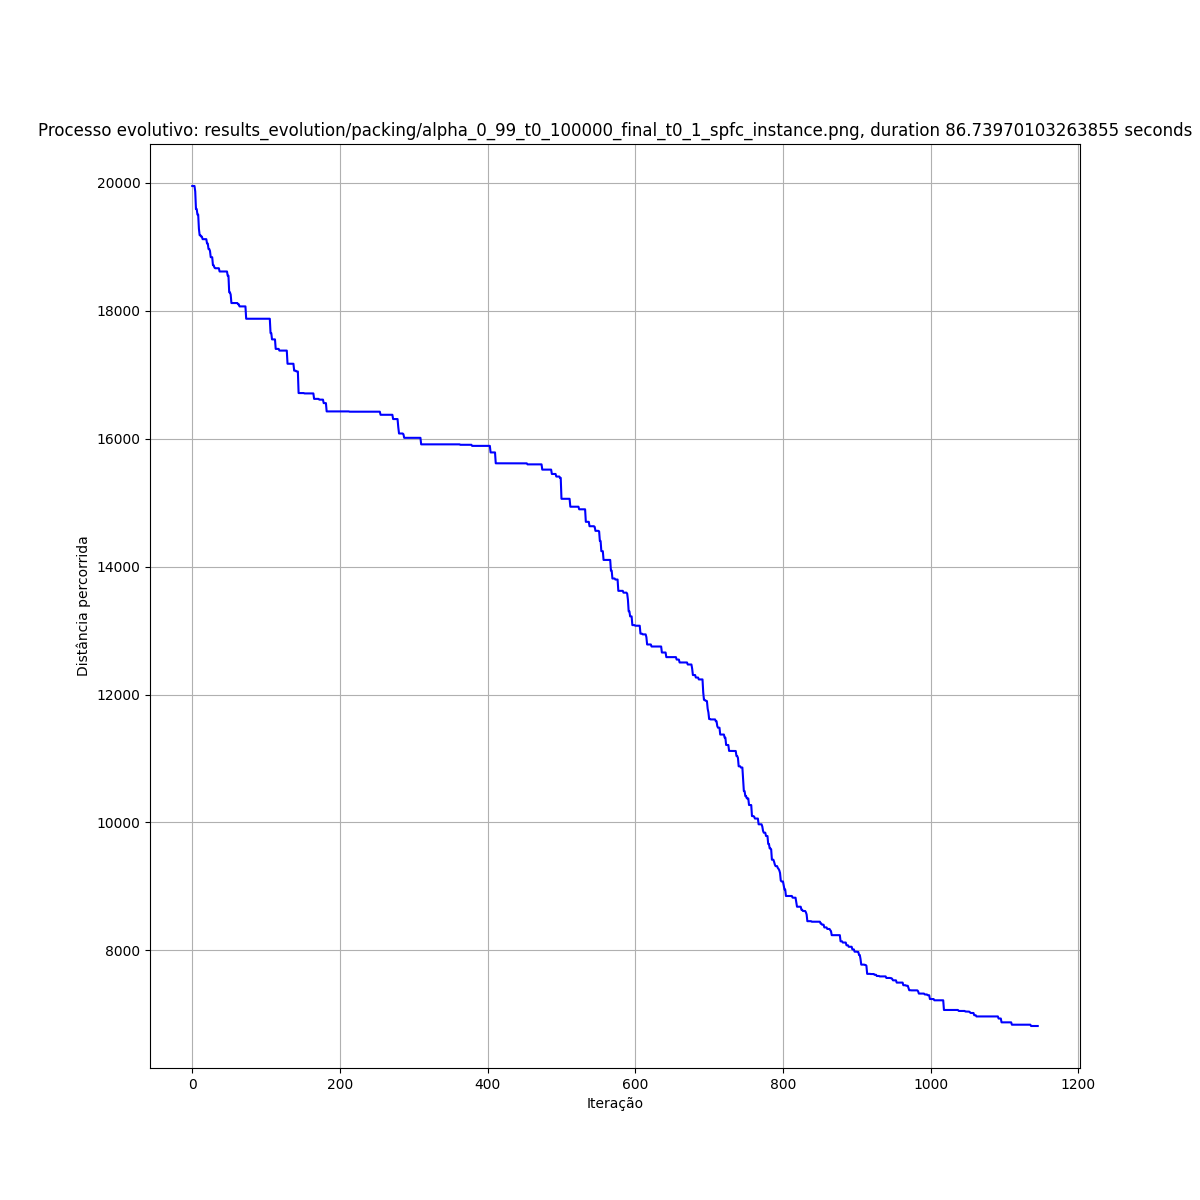 Processo evolutivo: results_evolution/packing/alpha_0_99_t0_100000_final_t0_1_spfc_instance.png, duration 86.73970103263855 seconds
20000
18000
16000
14000
12000
10000
8000
Distância percorrida
0 200 400 600 800 1000 1200
Iteração